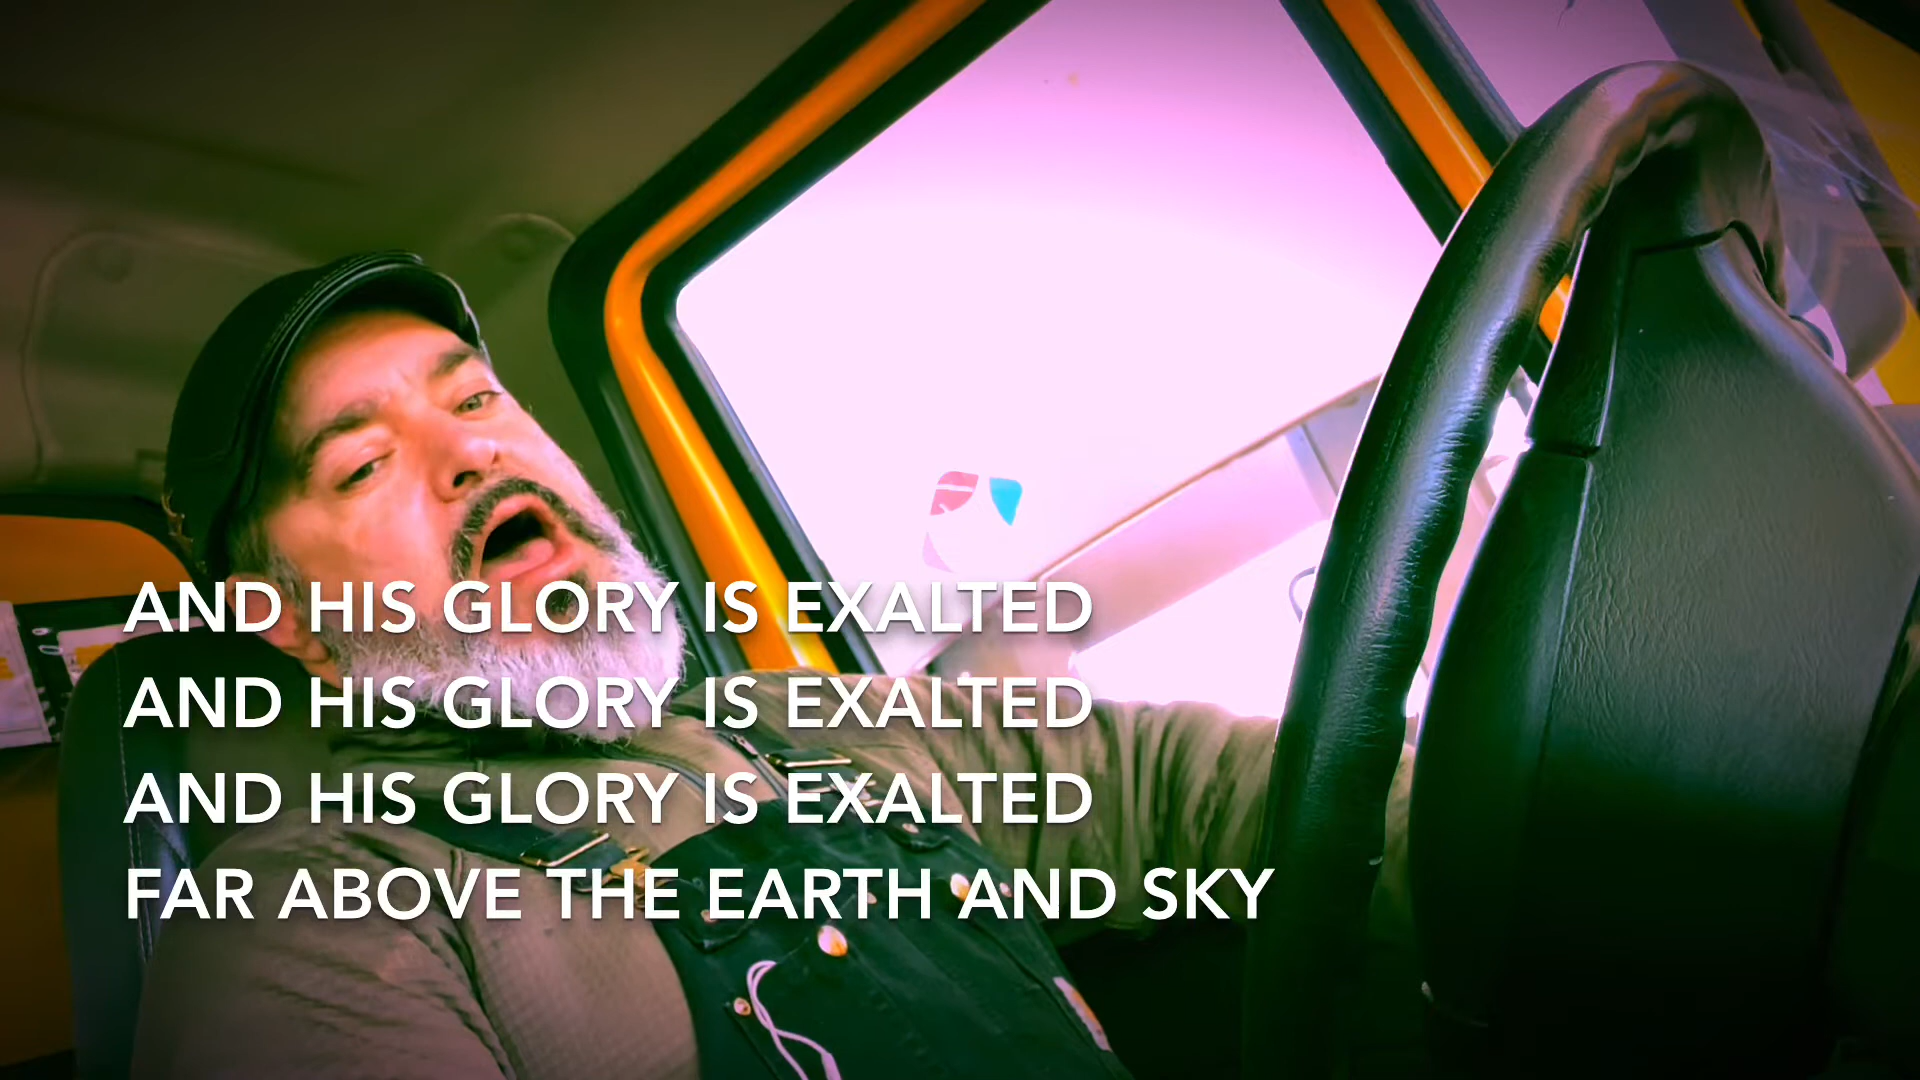 AND HIS GLORY IS EXALTED
AND HIS GLORY IS EXALTED
AND HIS GLORY IS EXALTED
FAR ABOVE THE EARTH AND SKY